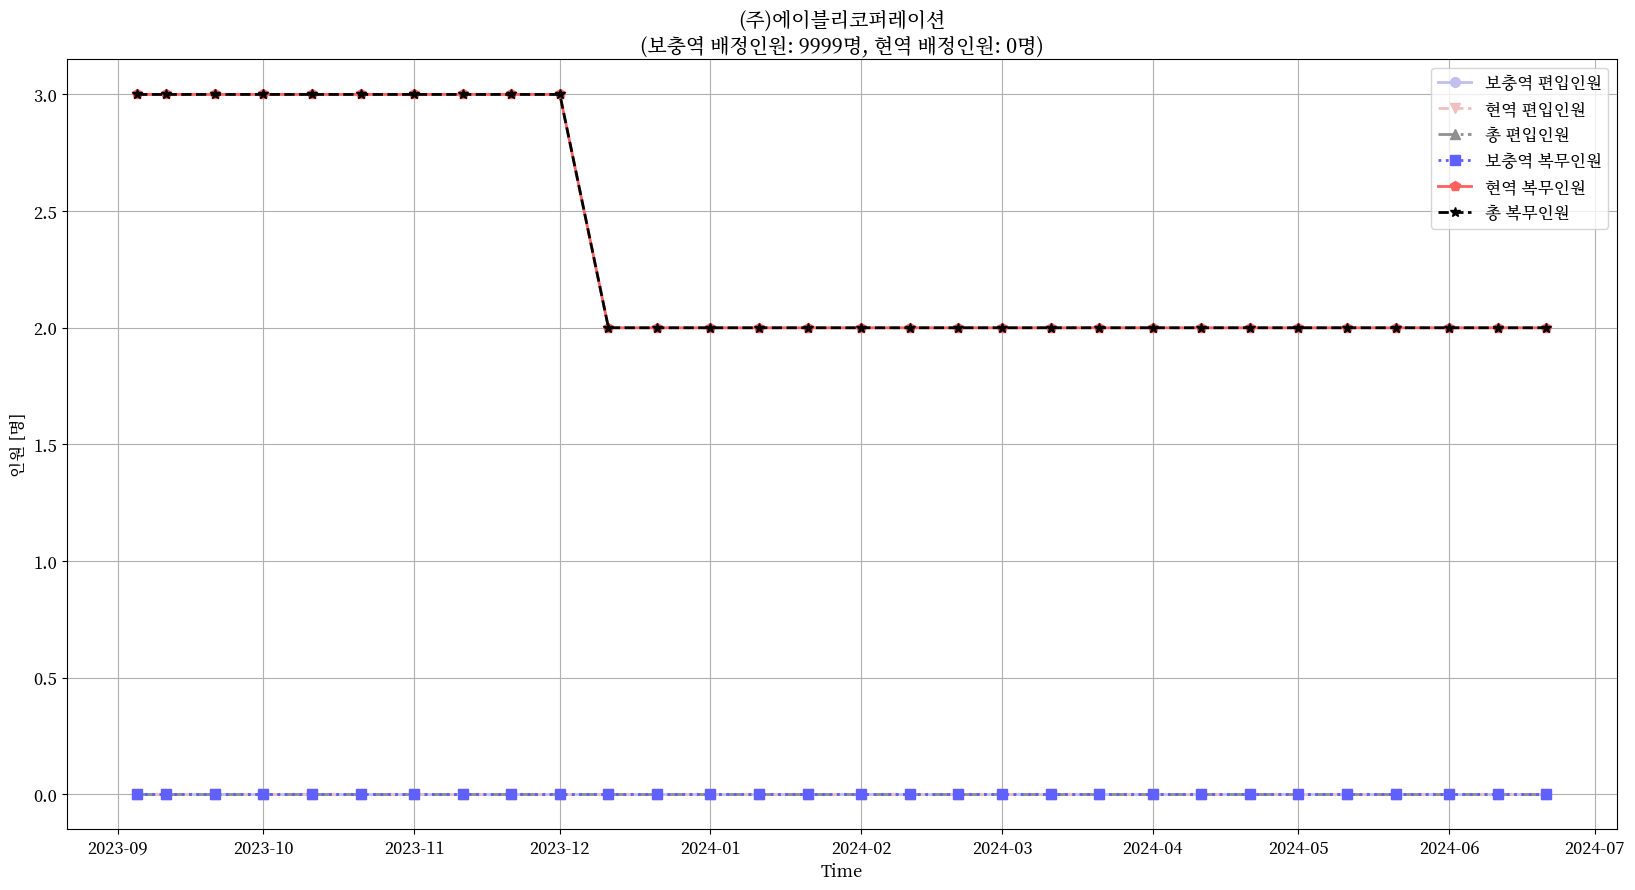 (주)에이블리코퍼레이션
(보충역 배정인원: 9999명, 현역 배정인원: 0명)
보충역 편입인원
현역 편입인원
총 편입인원
보충역 복무인원
현역 복무인원
총 복무인원
3.0
2.5
2.0
1.5
1.0
0.5
0.0
인원 [명]
2023-09
2023-10
2023-11
2023-12
2024-01
2024-02
2024-03
2024-04
2024-05
2024-06
2024-07
Time